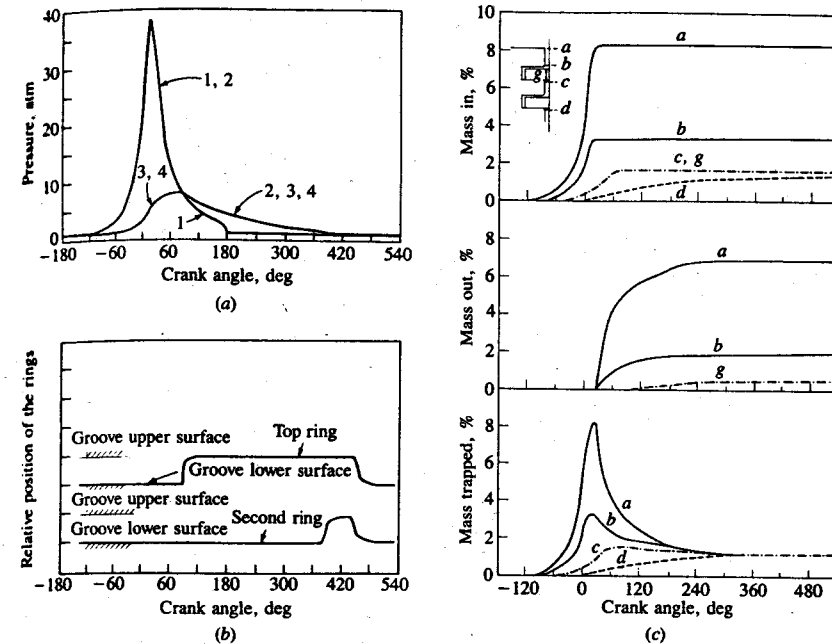 Pressure, atm
40
30
20
10
0
1, 2
3, 4
2, 3, 4
1
-180 -60 60 180 300 420 540
Crank angle, deg
(a)
Relative position of the rings
Groove upper surface
Top ring
Groove lower surface
Groove upper surface
Groove lower surface
Second ring
-180 -60 60 180 300 420 540
Crank angle, deg
(b)
Mass in, %
10
8
6
4
2
0
a
b
g
c
d
a
b
c, g
d
Mass out, %
6
4
2
0
a
b
g
Mass trapped, %
8
6
4
2
0
a
b
c
d
-120 0 120 240 360 480
Crank angle, deg
(c)